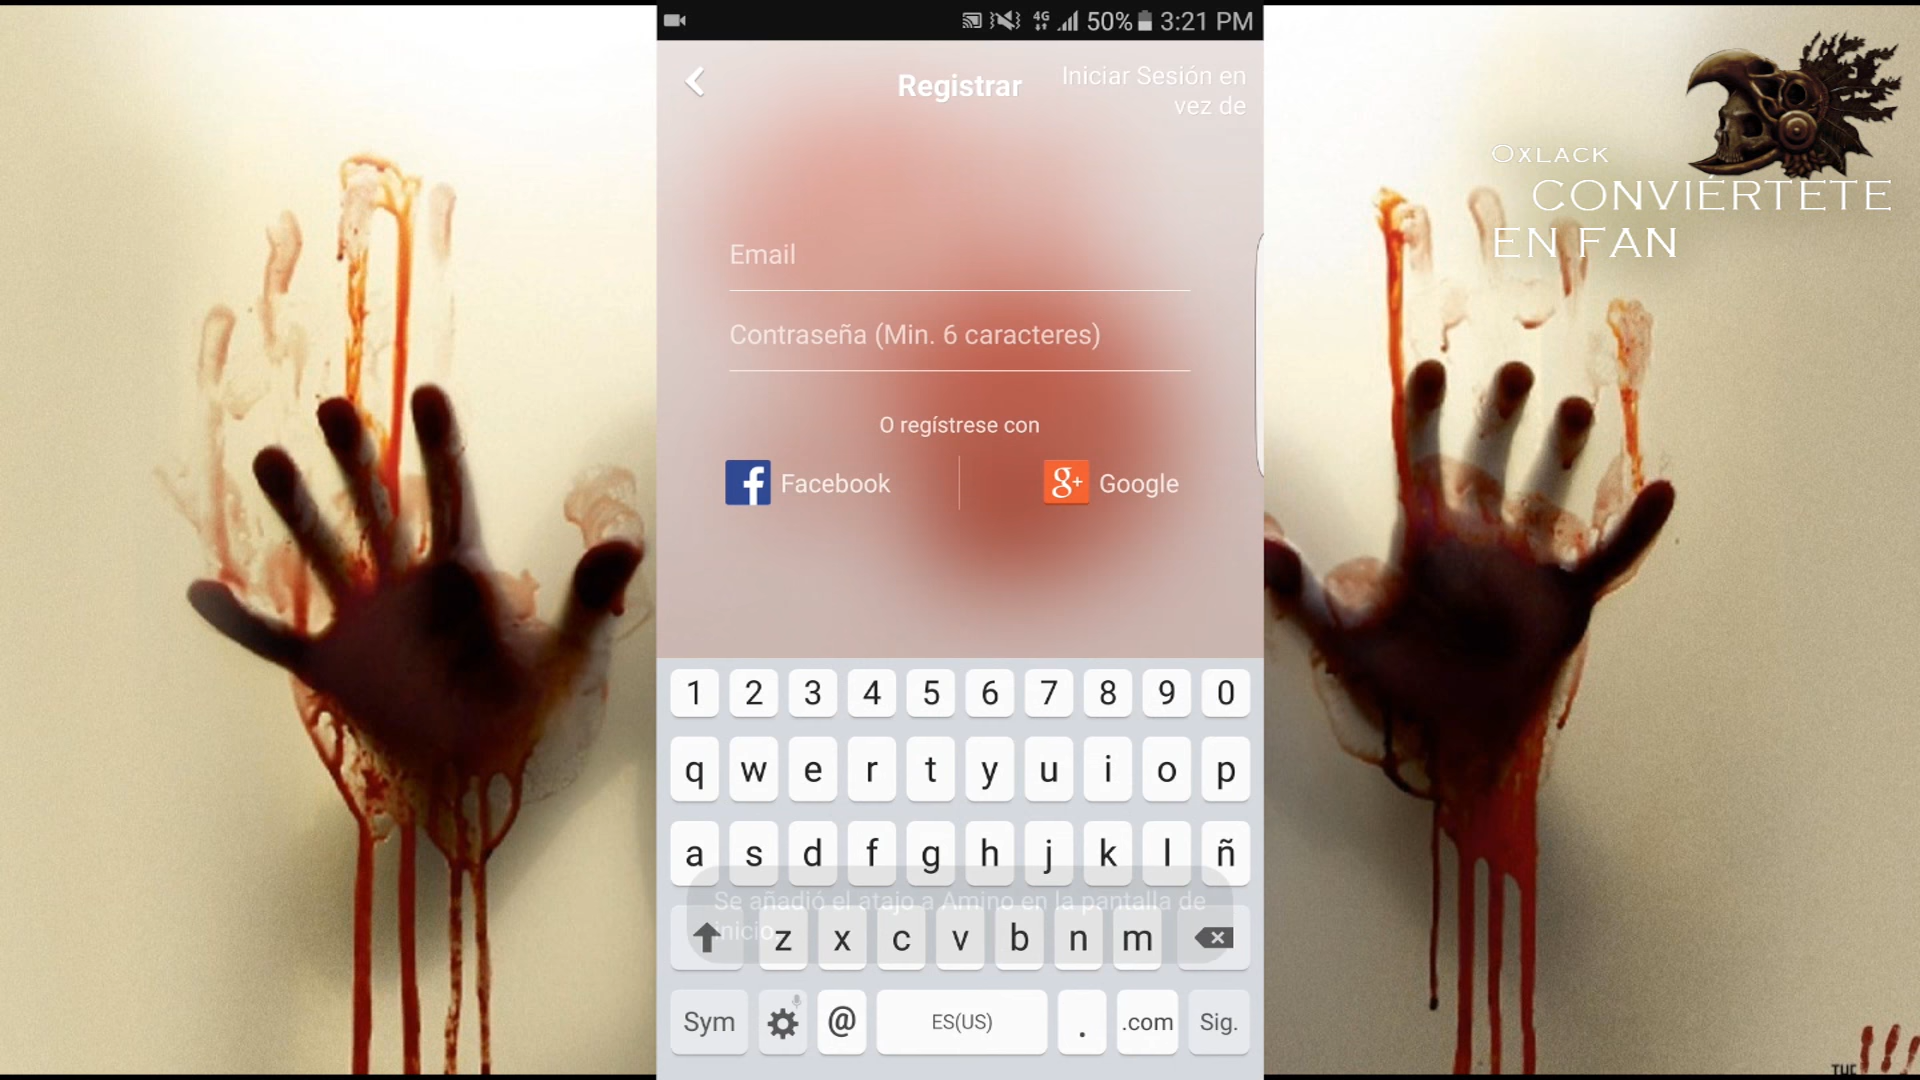 4G 50% 3:21 PM
Registrar
Iniciar Sesión en
vez de
Email
Contraseña (Min. 6 caracteres)
O regístrese con
f Facebook
g+ Google
1 2 3 4 5 6 7 8 9 0
q w e r t y u i o p
a s d f g h j k l ñ
Se añadió el atajo a Amino en la pantalla de
inicio
z x c v b n m
Sym @ ES(US) . .com Sig.
OXLACK
CONVIÉRTETE
EN FAN
THE